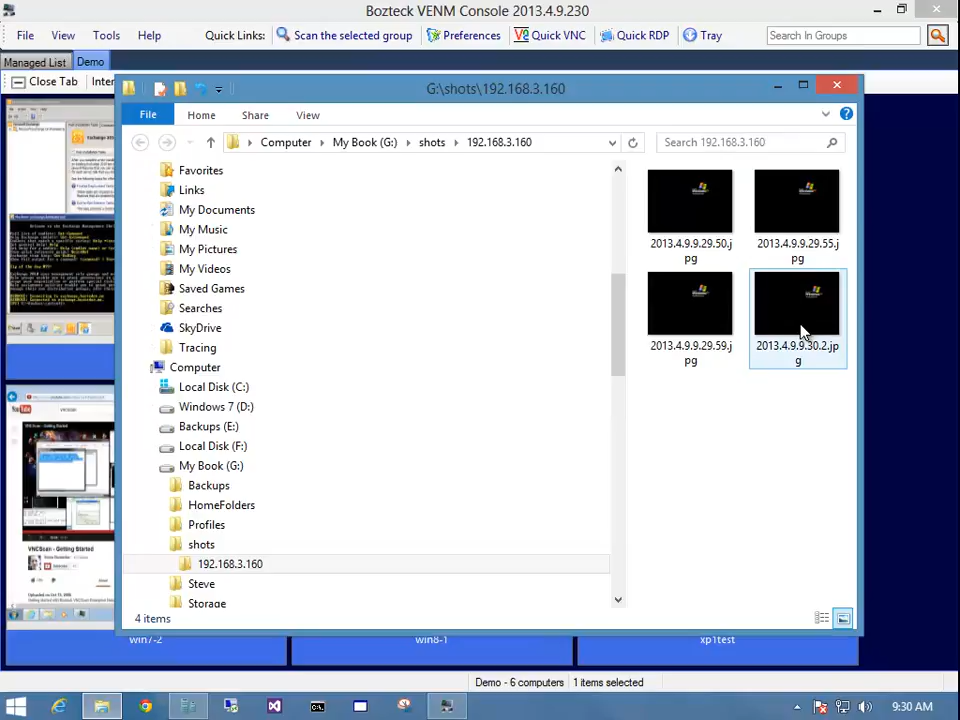 Bozteck VENM Console 2013.4.9.230
File View Tools Help Quick Links: Scan the selected group Preferences Quick VNC Quick RDP Tray Search In Groups
Managed List Demo
Close Tab Inter
G:\shots\192.168.3.160
File Home Share View
Computer My Book (G:) shots 192.168.3.160 Search 192.168.3.160
Favorites
Links
My Documents
My Music
My Pictures
My Videos
Saved Games
Searches
SkyDrive
Tracing
Computer
Local Disk (C:)
Windows 7 (D:)
Backups (E:)
Local Disk (F:)
My Book (G:)
Backups
HomeFolders
Profiles
shots
192.168.3.160
Steve
Storage
2013.4.9.9.29.50.j
pg
2013.4.9.9.29.55.j
pg
2013.4.9.9.29.59.j
pg
2013.4.9.9.30.2.jp
g
4 items
VNCScan - Getting Started
win7-2 win8-1 xp1test
Demo - 6 computers 1 items selected
9:30 AM